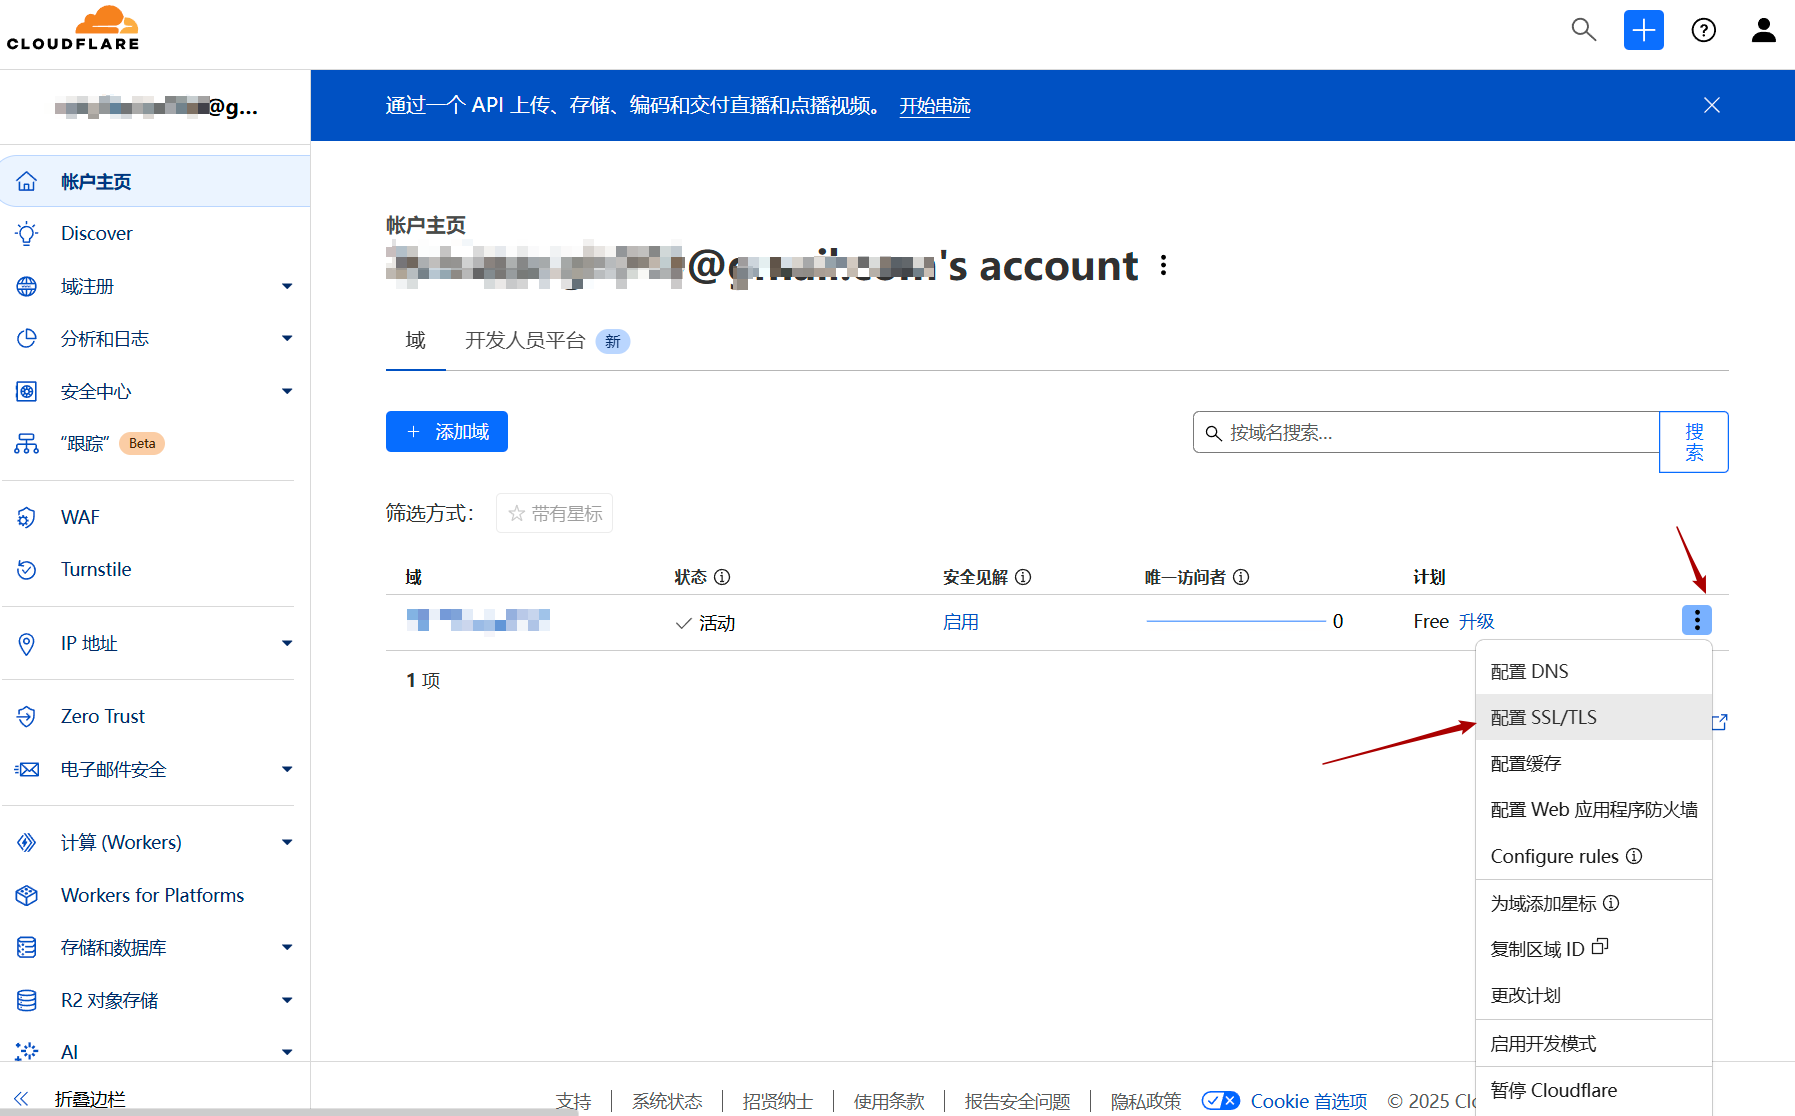 CLOUDFLARE
@g...
通过一个 API 上传、存储、编码和交付直播和点播视频。 开始串流
帐户主页
Discover
域注册
分析和日志
安全中心
“跟踪” Beta
WAF
Turnstile
IP 地址
Zero Trust
电子邮件安全
计算 (Workers)
Workers for Platforms
存储和数据库
R2 对象存储
AI
折叠边栏
帐户主页
@gmail.com's account
域 开发人员平台 新
+ 添加域
按域名搜索...
搜
索
筛选方式： 带有星标
域 状态 安全见解 唯一访问者 计划
活动 启用 0 Free 升级
1 项
配置 DNS
配置 SSL/TLS
配置缓存
配置 Web 应用程序防火墙
Configure rules
为域添加星标
复制区域 ID
更改计划
启用开发模式
暂停 Cloudflare
支持 系统状态 招贤纳士 使用条款 报告安全问题 隐私政策 Cookie 首选项 © 2025